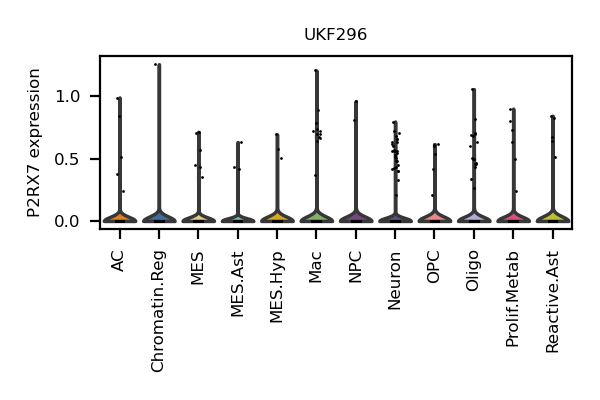 UKF296
P2RX7 expression
1.0
0.5
0.0
AC
Chromatin.Reg
MES
MES.Ast
MES.Hyp
Mac
NPC
Neuron
OPC
Oligo
Prolif.Metab
Reactive.Ast